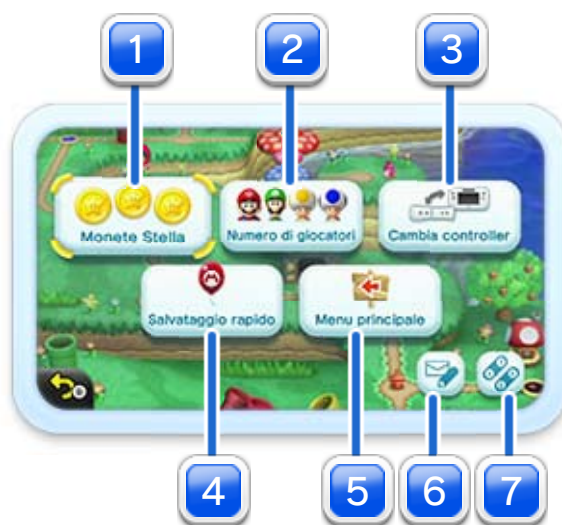 1 2 3
Monete Stella Numero di giocatori Cambia controller
Salvataggio rapido Menu principale
4 5 6 7